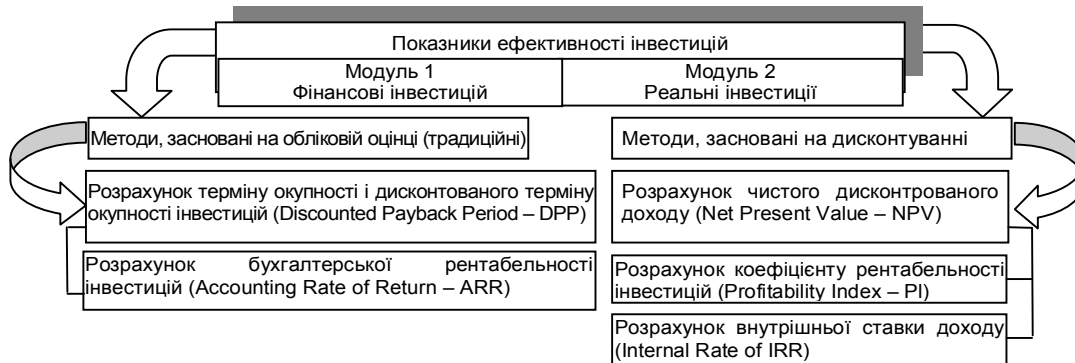 Показники ефективності інвестицій
Модуль 1
Фінансові інвестицій
Модуль 2
Реальні інвестиції
Методи, засновані на обліковій оцінці (традиційні)
Методи, засновані на дисконтуванні
Розрахунок терміну окупності і дисконтованого терміну
окупності інвестицій (Discounted Payback Period – DPP)
Розрахунок чистого дисконтрованого
доходу (Net Present Value – NPV)
Розрахунок бухгалтерської рентабельності
інвестицій (Accounting Rate of Return – ARR)
Розрахунок коефіцієнту рентабельності
інвестицій (Profitability Index – PI)
Розрахунок внутрішньої ставки доходу
(Internal Rate of IRR)